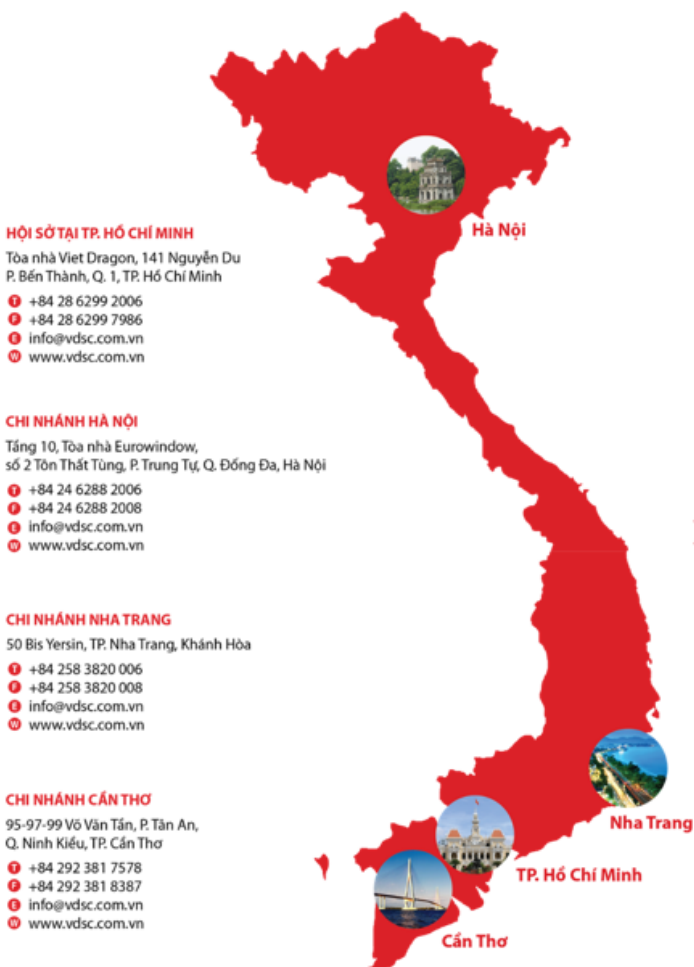 HỘI SỞ TẠI TP. HỒ CHÍ MINH
Tòa nhà Viet Dragon, 141 Nguyễn Du
P. Bến Thành, Q. 1, TP. Hồ Chí Minh
T +84 28 6299 2006
F +84 28 6299 7986
E info@vdsc.com.vn
W www.vdsc.com.vn
CHI NHÁNH HÀ NỘI
Tầng 10, Tòa nhà Eurowindow,
số 2 Tôn Thất Tùng, P. Trung Tự, Q. Đống Đa, Hà Nội
T +84 24 6288 2006
F +84 24 6288 2008
E info@vdsc.com.vn
W www.vdsc.com.vn
CHI NHÁNH NHA TRANG
50 Bis Yersin, TP. Nha Trang, Khánh Hòa
T +84 258 3820 006
F +84 258 3820 008
E info@vdsc.com.vn
W www.vdsc.com.vn
CHI NHÁNH CẦN THƠ
95-97-99 Võ Văn Tần, P. Tân An,
Q. Ninh Kiều, TP. Cần Thơ
T +84 292 381 7578
F +84 292 381 8387
E info@vdsc.com.vn
W www.vdsc.com.vn
Hà Nội
Nha Trang
TP. Hồ Chí Minh
Cần Thơ